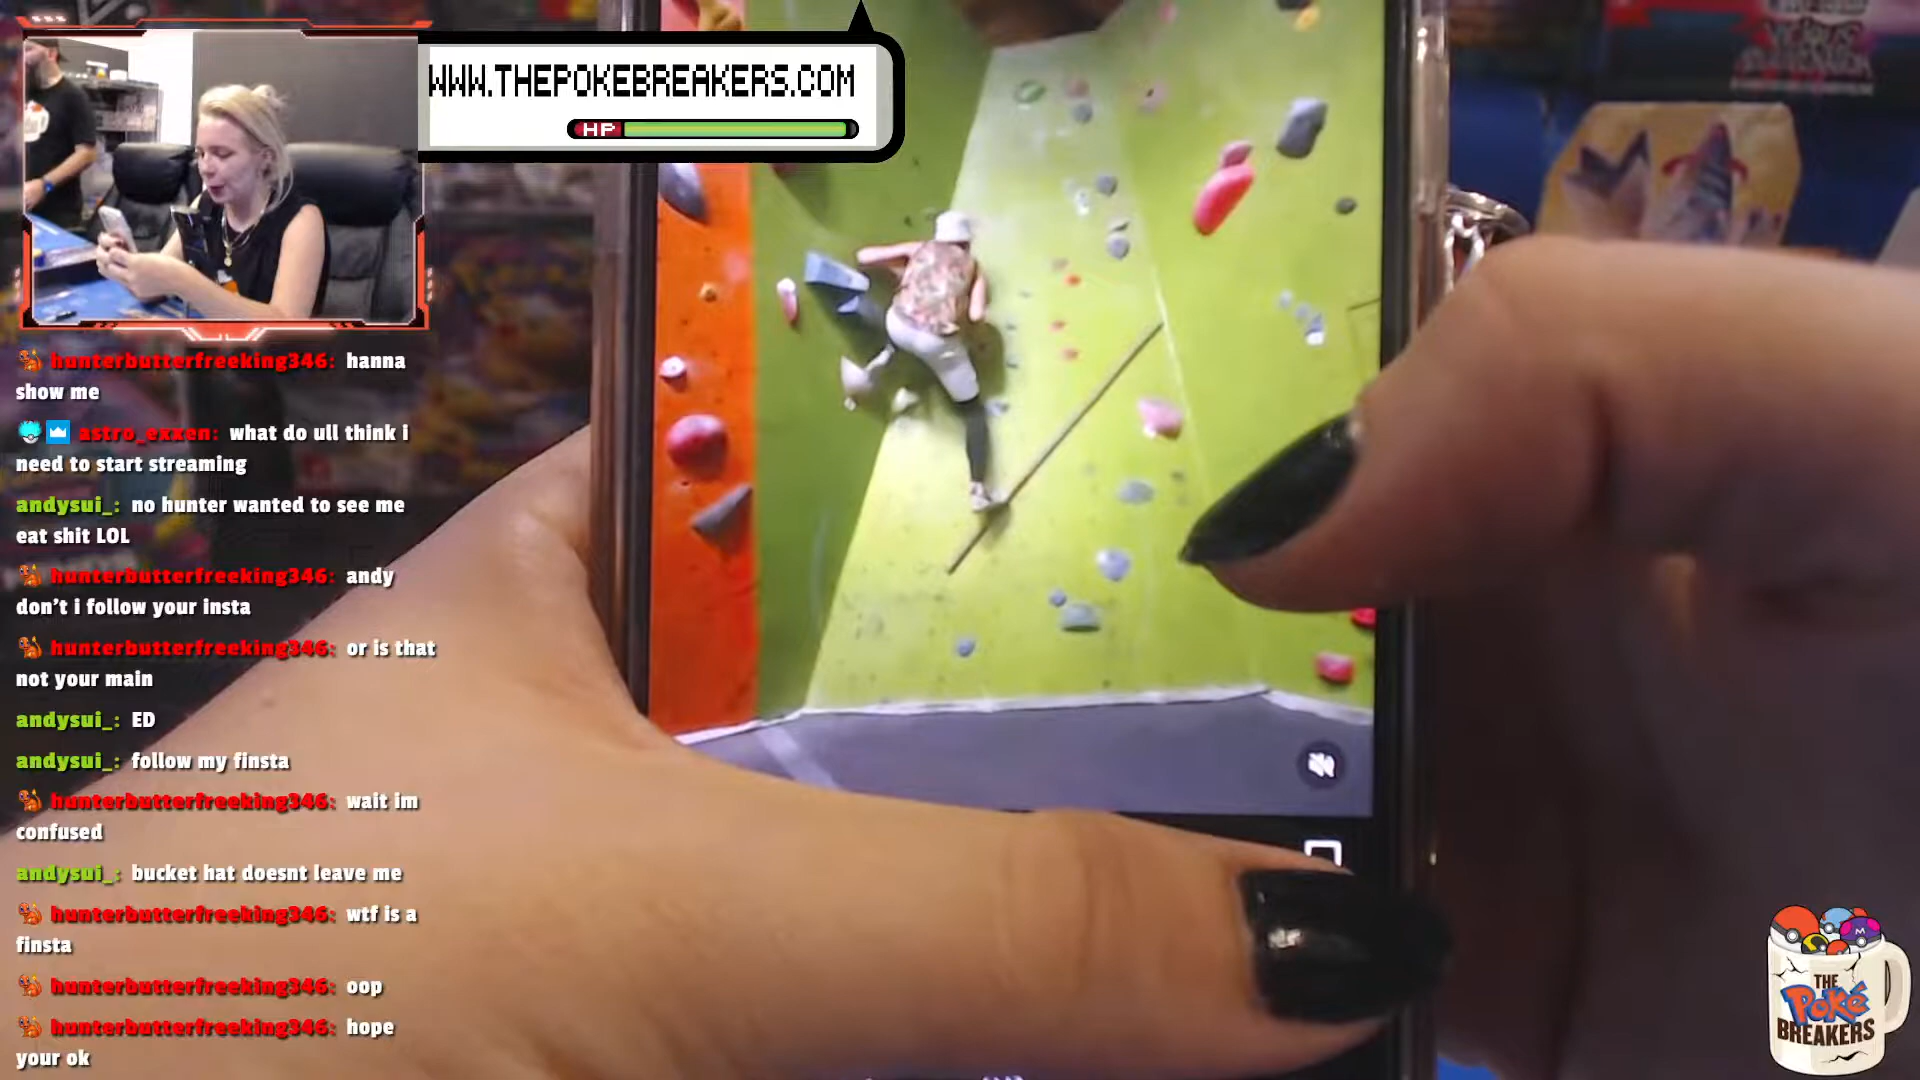 WWW.THEPOKEBREAKERS.COM
HP
hunterbutterfreeking346: hanna
show me
astro_exxen: what do ull think i
need to start streaming
andysui_: no hunter wanted to see me
eat shit LOL
hunterbutterfreeking346: andy
don't i follow your insta
hunterbutterfreeking346: or is that
not your main
andysui_: ED
andysui_: follow my finsta
hunterbutterfreeking346: wait im
confused
andysui_: bucket hat doesnt leave me
hunterbutterfreeking346: wtf is a
finsta
hunterbutterfreeking346: oop
hunterbutterfreeking346: hope
your ok
M
THE
Poké
BREAKERS